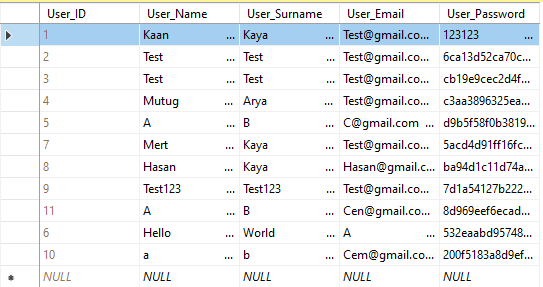 User_ID User_Name User_Surname User_Email User_Password
1 Kaan ... Kaya ... Test@gmail.co... 123123 ...
2 Test ... Test ... Test@gmail.co... 6ca13d52ca70c...
3 Test ... Test ... Test@gmail.co... cb19e9cec2d4f...
4 Mutug ... Arya ... Test@gmail.co... c3aa3896325ea...
5 A ... B ... C@gmail.com ... d9b5f58f0b3819...
7 Mert ... Kaya ... Test@gmail.co... 5acd4d91ff16fc...
8 Hasan ... Kaya ... Hasan@gmail.c... ba94d1c11d74a...
9 Test123 ... Test123 ... Test@gmail.co... 7d1a54127b222...
11 A ... B ... Cen@gmail.co... 8d969eef6ecad...
6 Hello ... World ... A ... 532eaabd95748...
10 a ... b ... Cem@gmail.co... 200f5183a8d9ef...
NULL NULL NULL NULL NULL